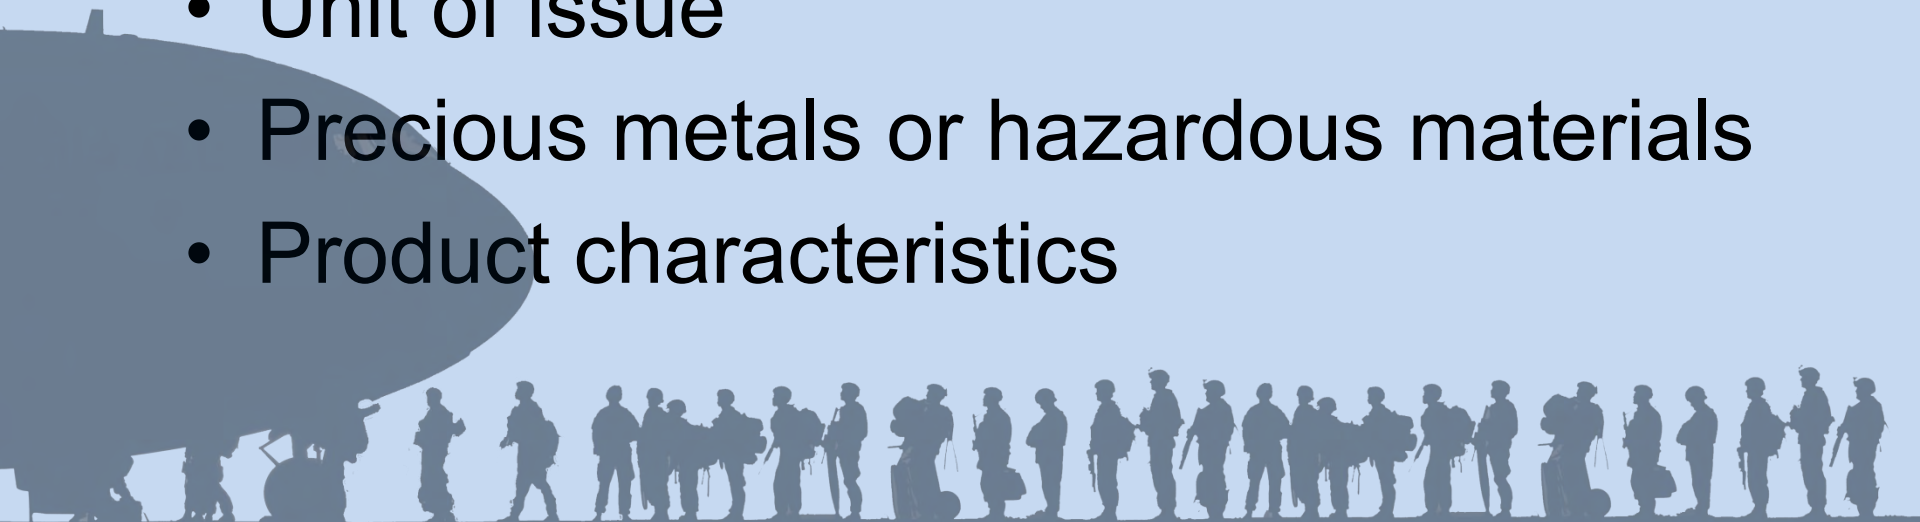 • Unit of issue
• Precious metals or hazardous materials
• Product characteristics